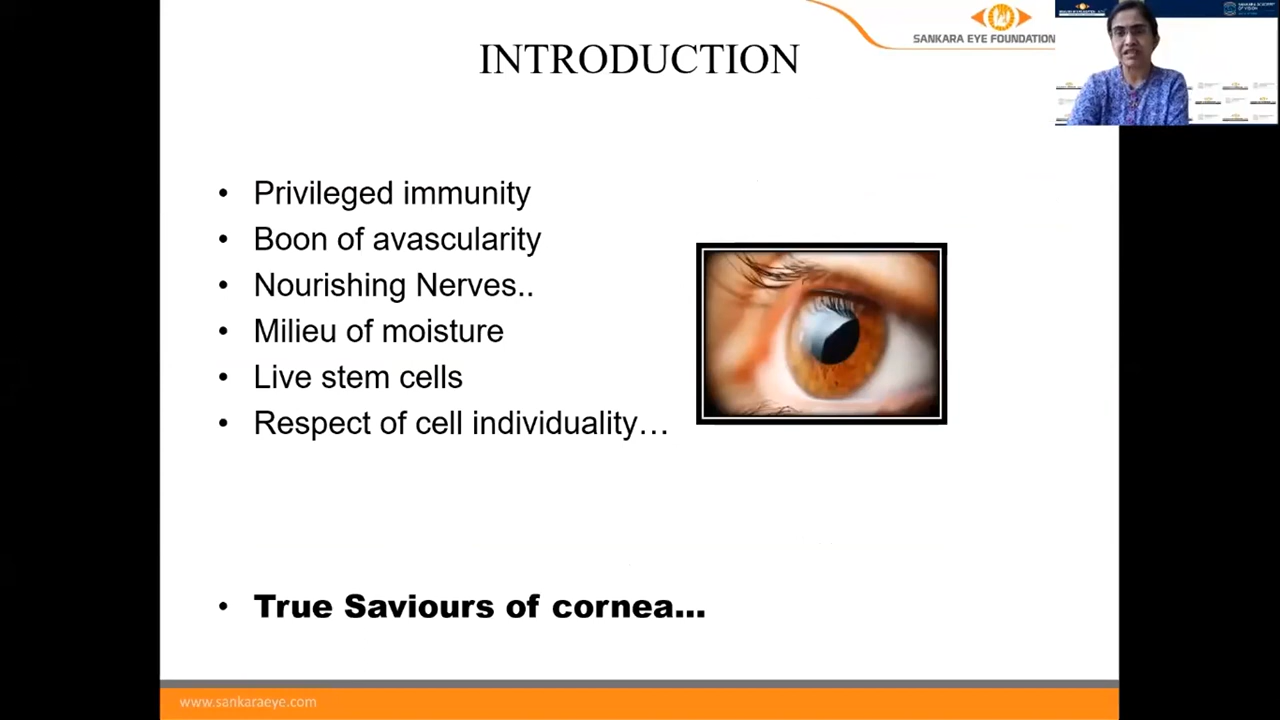 SANKARA EYE FOUNDATION
INTRODUCTION
• Privileged immunity
• Boon of avascularity
• Nourishing Nerves..
• Milieu of moisture
• Live stem cells
• Respect of cell individuality…
• True Saviours of cornea…
www.sankaraeye.com